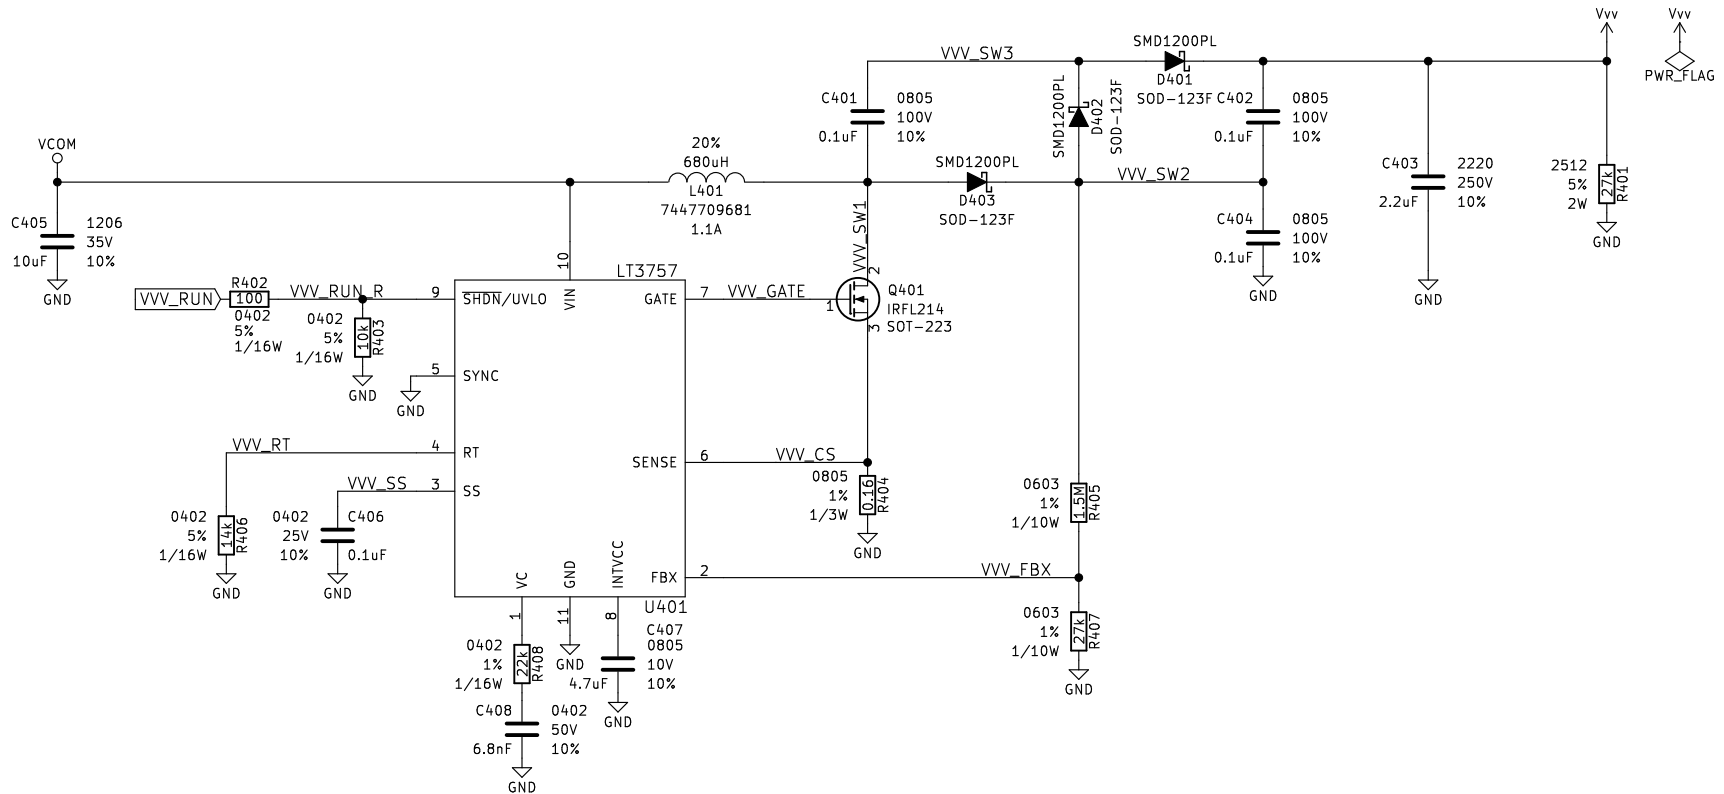 Vvv
Vvv
PWR_FLAG
VVV_SW3
SMD1200PL
D401
SOD-123F
C401
0.1uF
0805
100V
10%
SMD1200PL
D402
SOD-123F
C402
0.1uF
0805
100V
10%
VCOM
20%
680uH
L401
7447709681
1.1A
SMD1200PL
D403
SOD-123F
VVV_SW2
C403
2.2uF
2220
250V
10%
2512
5%
2W
27k
R401
GND
C405
10uF
1206
35V
10%
GND
VVV_SW1
C404
0.1uF
0805
100V
10%
GND
GND
VVV_RUN
R402
100
0402
5%
1/16W
VVV_RUN_R
0402
5%
1/16W
10k
R403
GND
LT3757
10
VIN
9
SHDN/UVLO
GATE
7
VVV_GATE
1
2
3
Q401
IRFL214
SOT-223
5
SYNC
GND
VVV_RT
4
RT
SENSE
6
VVV_CS
VVV_SS
3
SS
0402
5%
1/16W
14k
R406
GND
0402
25V
10%
C406
0.1uF
GND
0805
1%
1/3W
0.16
R404
GND
0603
1%
1/10W
1.5M
R405
VC
GND
INTVCC
FBX
2
VVV_FBX
U401
1
11
8
0603
1%
1/10W
27k
R407
GND
0402
1%
1/16W
22k
R408
GND
C407
0805
10V
10%
4.7uF
GND
C408
6.8nF
0402
50V
10%
GND